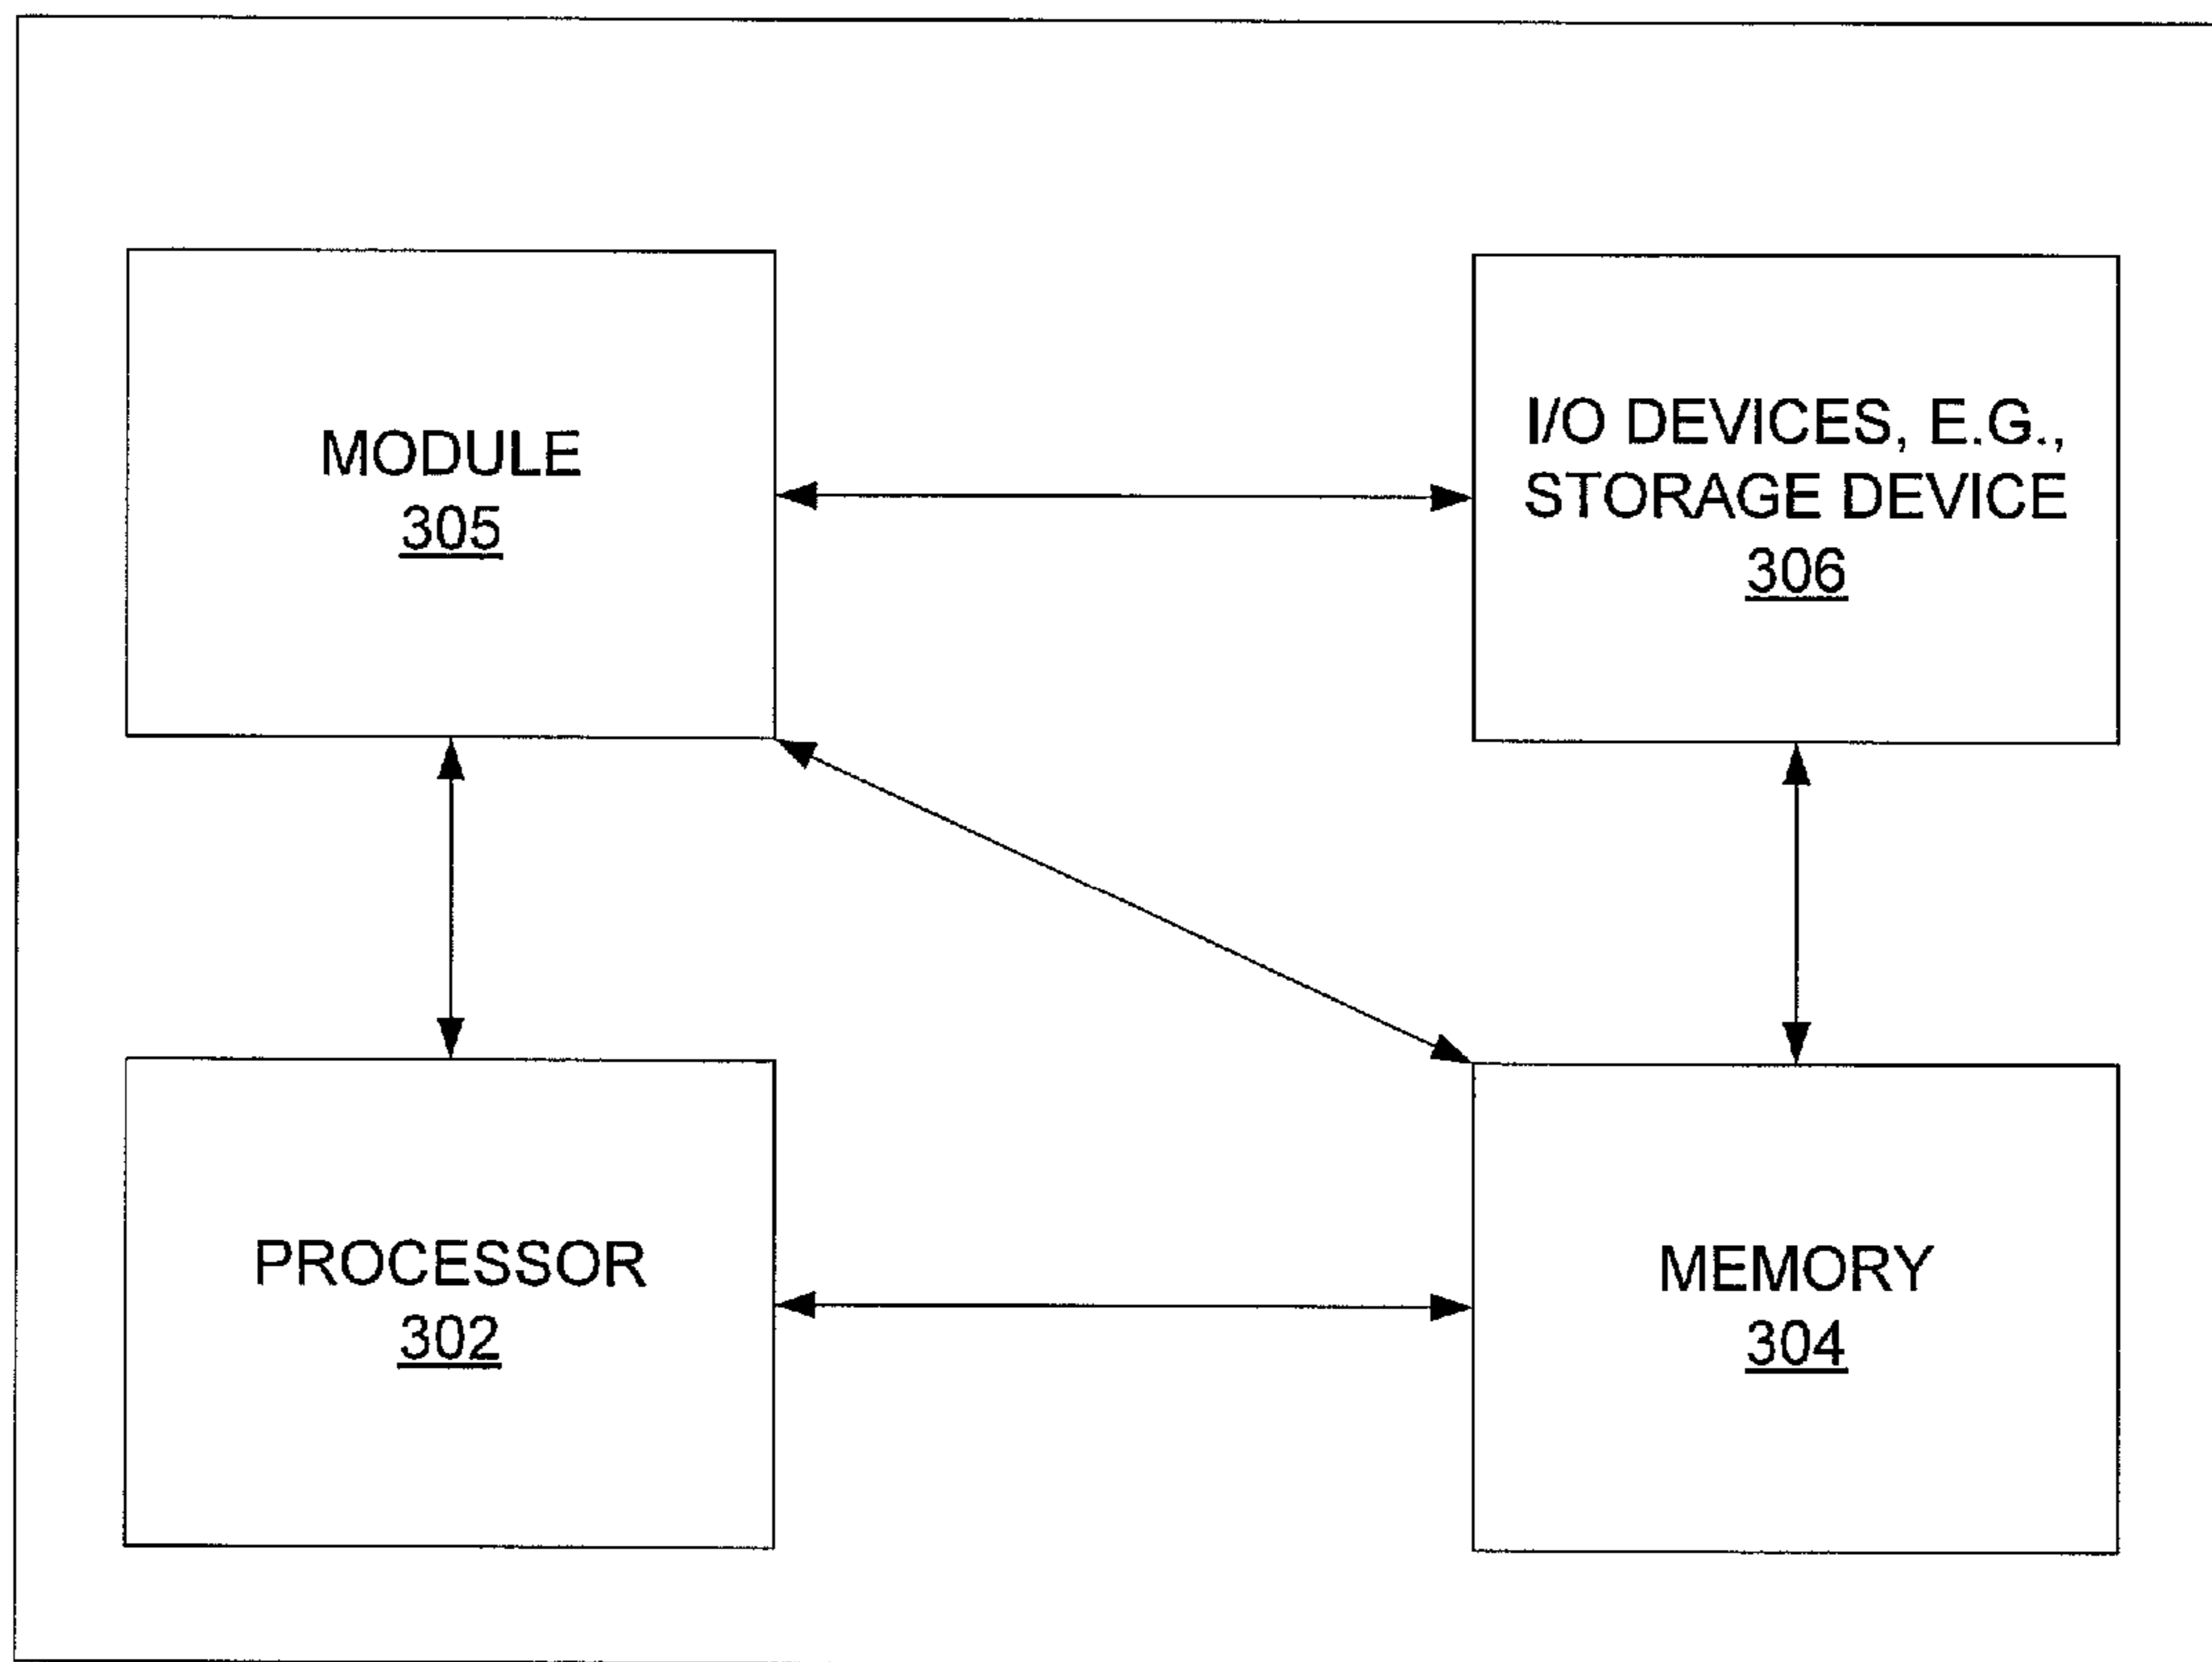 MODULE
305
I/O DEVICES, E.G.,
STORAGE DEVICE
306
PROCESSOR
302
MEMORY
304